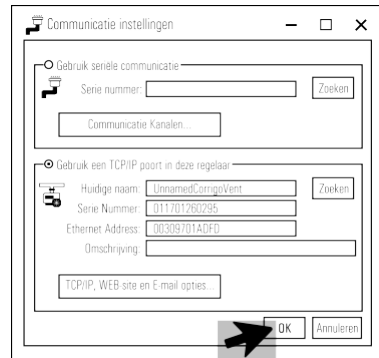 Communicatie instellingen
Gebruik seriële communicatie
Serie nummer:
Zoeken
Communicatie Kanalen...
Gebruik een TCP/IP poort in deze regelaar
Huidige naam: UnnamedCorrigoVent
Zoeken
Serie Nummer: 011701260295
Ethernet Address: 00309701ADFD
Omschrijving:
TCP/IP, WEB-site en E-mail opties...
OK
Annuleren